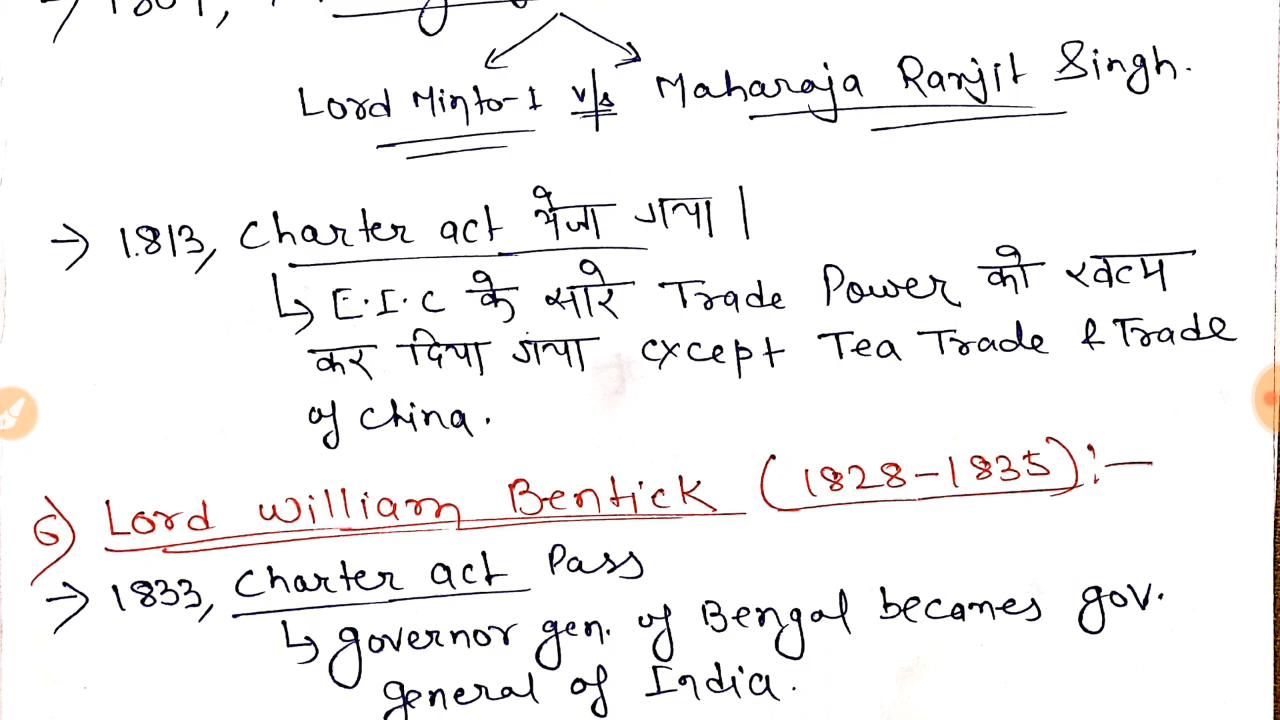 → 1809,
Lord Minto-I v/s Maharaja Ranjit Singh.
→ 1813, Charter act भेजा गया |
↳ E.I.C के सारे Trade Power को खत्म
कर दिया गया except Tea Trade & Trade
of China.
6) Lord William Bentick (1828-1835):-
→ 1833, Charter act Pass
↳ governor gen. of Bengal becomes gov.
general of India.